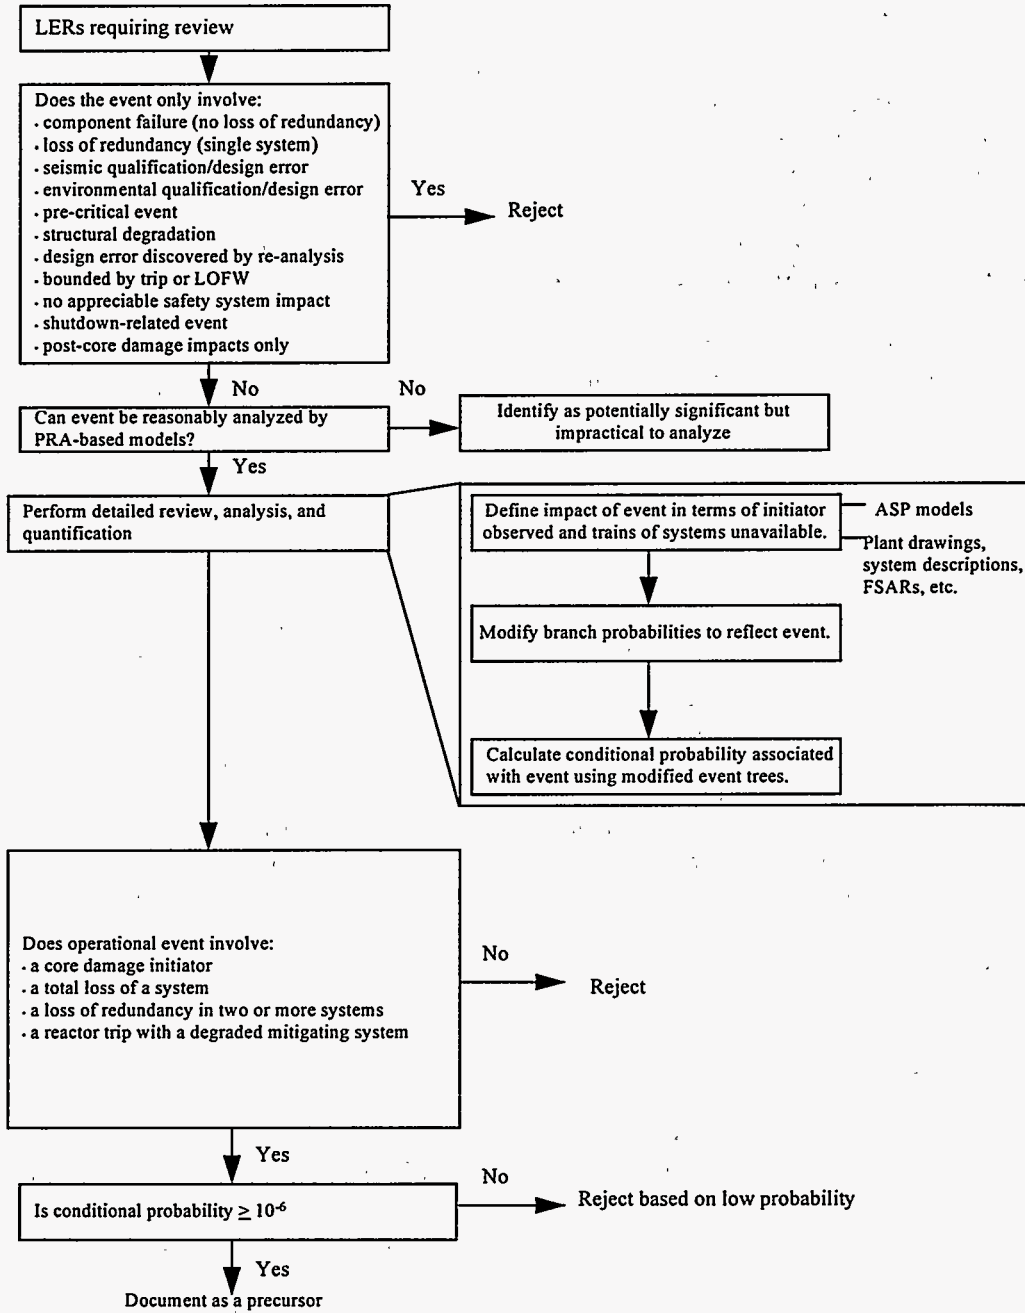 LERs requiring review
Does the event only involve:
· component failure (no loss of redundancy)
· loss of redundancy (single system)
· seismic qualification/design error
· environmental qualification/design error
· pre-critical event
· structural degradation
· design error discovered by re-analysis
· bounded by trip or LOFW
· no appreciable safety system impact
· shutdown-related event
· post-core damage impacts only
Yes
Reject
No
No
Can event be reasonably analyzed by
PRA-based models?
Identify as potentially significant but
impractical to analyze
Yes
Perform detailed review, analysis, and
quantification
Define impact of event in terms of initiator
observed and trains of systems unavailable.
ASP models
Plant drawings,
system descriptions,
FSARs, etc.
Modify branch probabilities to reflect event.
Calculate conditional probability associated
with event using modified event trees.
Does operational event involve:
· a core damage initiator
· a total loss of a system
· a loss of redundancy in two or more systems
· a reactor trip with a degraded mitigating system
No
Reject
Yes
Is conditional probability ≥ 10⁻⁶
No
Reject based on low probability
Yes
Document as a precursor